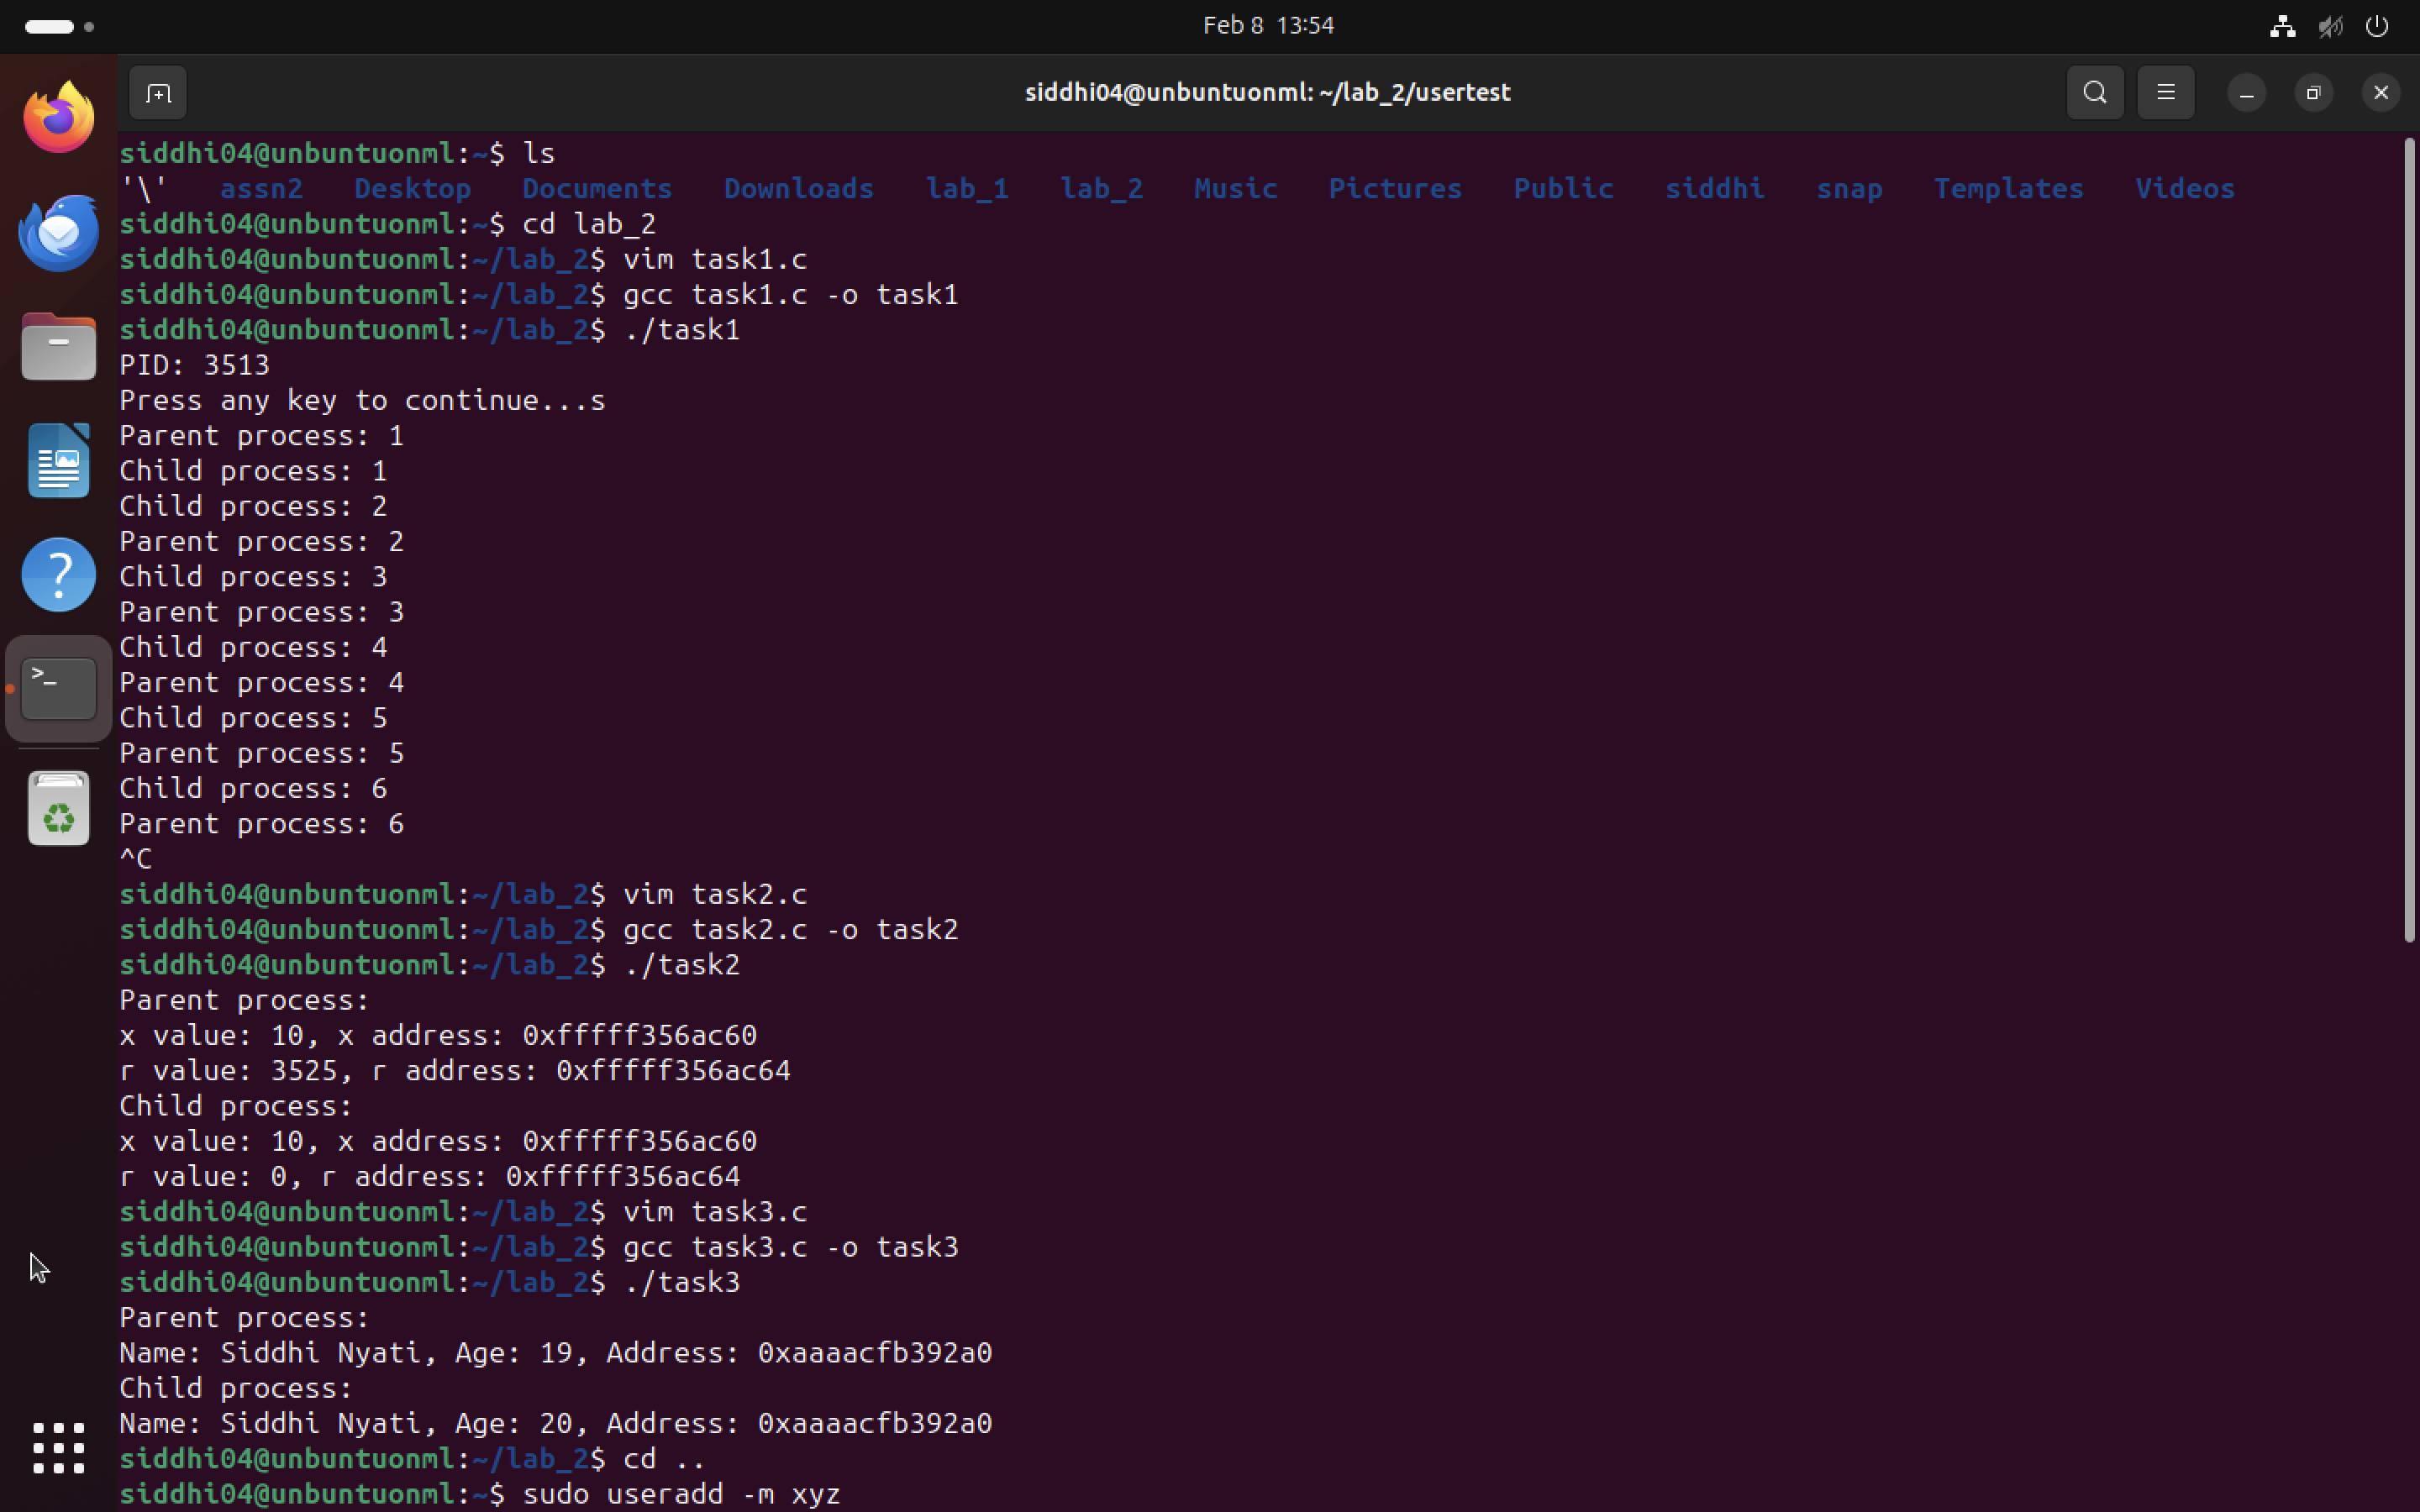 Feb 8 13:54
siddhi04@unbuntuonml: ~/lab_2/usertest
siddhi04@unbuntuonml:~$ ls
'\' assn2 Desktop Documents Downloads lab_1 lab_2 Music Pictures Public siddhi snap Templates Videos
siddhi04@unbuntuonml:~$ cd lab_2
siddhi04@unbuntuonml:~/lab_2$ vim task1.c
siddhi04@unbuntuonml:~/lab_2$ gcc task1.c -o task1
siddhi04@unbuntuonml:~/lab_2$ ./task1
PID: 3513
Press any key to continue...s
Parent process: 1
Child process: 1
Child process: 2
Parent process: 2
Child process: 3
Parent process: 3
Child process: 4
Parent process: 4
Child process: 5
Parent process: 5
Child process: 6
Parent process: 6
^C
siddhi04@unbuntuonml:~/lab_2$ vim task2.c
siddhi04@unbuntuonml:~/lab_2$ gcc task2.c -o task2
siddhi04@unbuntuonml:~/lab_2$ ./task2
Parent process:
x value: 10, x address: 0xfffff356ac60
r value: 3525, r address: 0xfffff356ac64
Child process:
x value: 10, x address: 0xfffff356ac60
r value: 0, r address: 0xfffff356ac64
siddhi04@unbuntuonml:~/lab_2$ vim task3.c
siddhi04@unbuntuonml:~/lab_2$ gcc task3.c -o task3
siddhi04@unbuntuonml:~/lab_2$ ./task3
Parent process:
Name: Siddhi Nyati, Age: 19, Address: 0xaaaacfb392a0
Child process:
Name: Siddhi Nyati, Age: 20, Address: 0xaaaacfb392a0
siddhi04@unbuntuonml:~/lab_2$ cd ..
siddhi04@unbuntuonml:~$ sudo useradd -m xyz